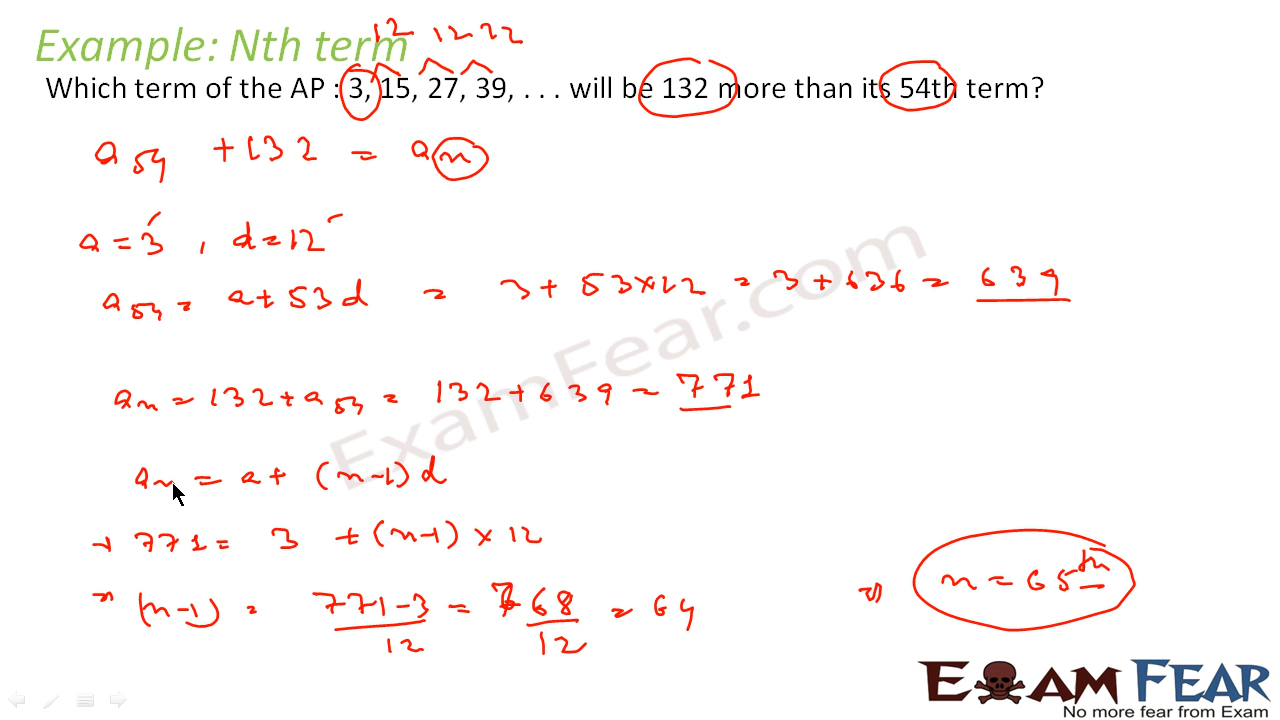 Example: Nth term
12 12 12
Which term of the AP : 3, 15, 27, 39, . . . will be 132 more than its 54th term?
a54 + 132 = an
a = 3 , d = 12
a54 = a + 53d = 3 + 53×12 = 3 + 636 = 639
an = 132 + a54 = 132 + 639 = 771
an = a + (n-1) d
→ 771 = 3 + (n-1) × 12
⇒ (n-1) = 771-3 / 12 = 768 / 12 = 64 ⇒ n = 65th
ExamFear.com
EXAM FEAR
No more fear from Exam